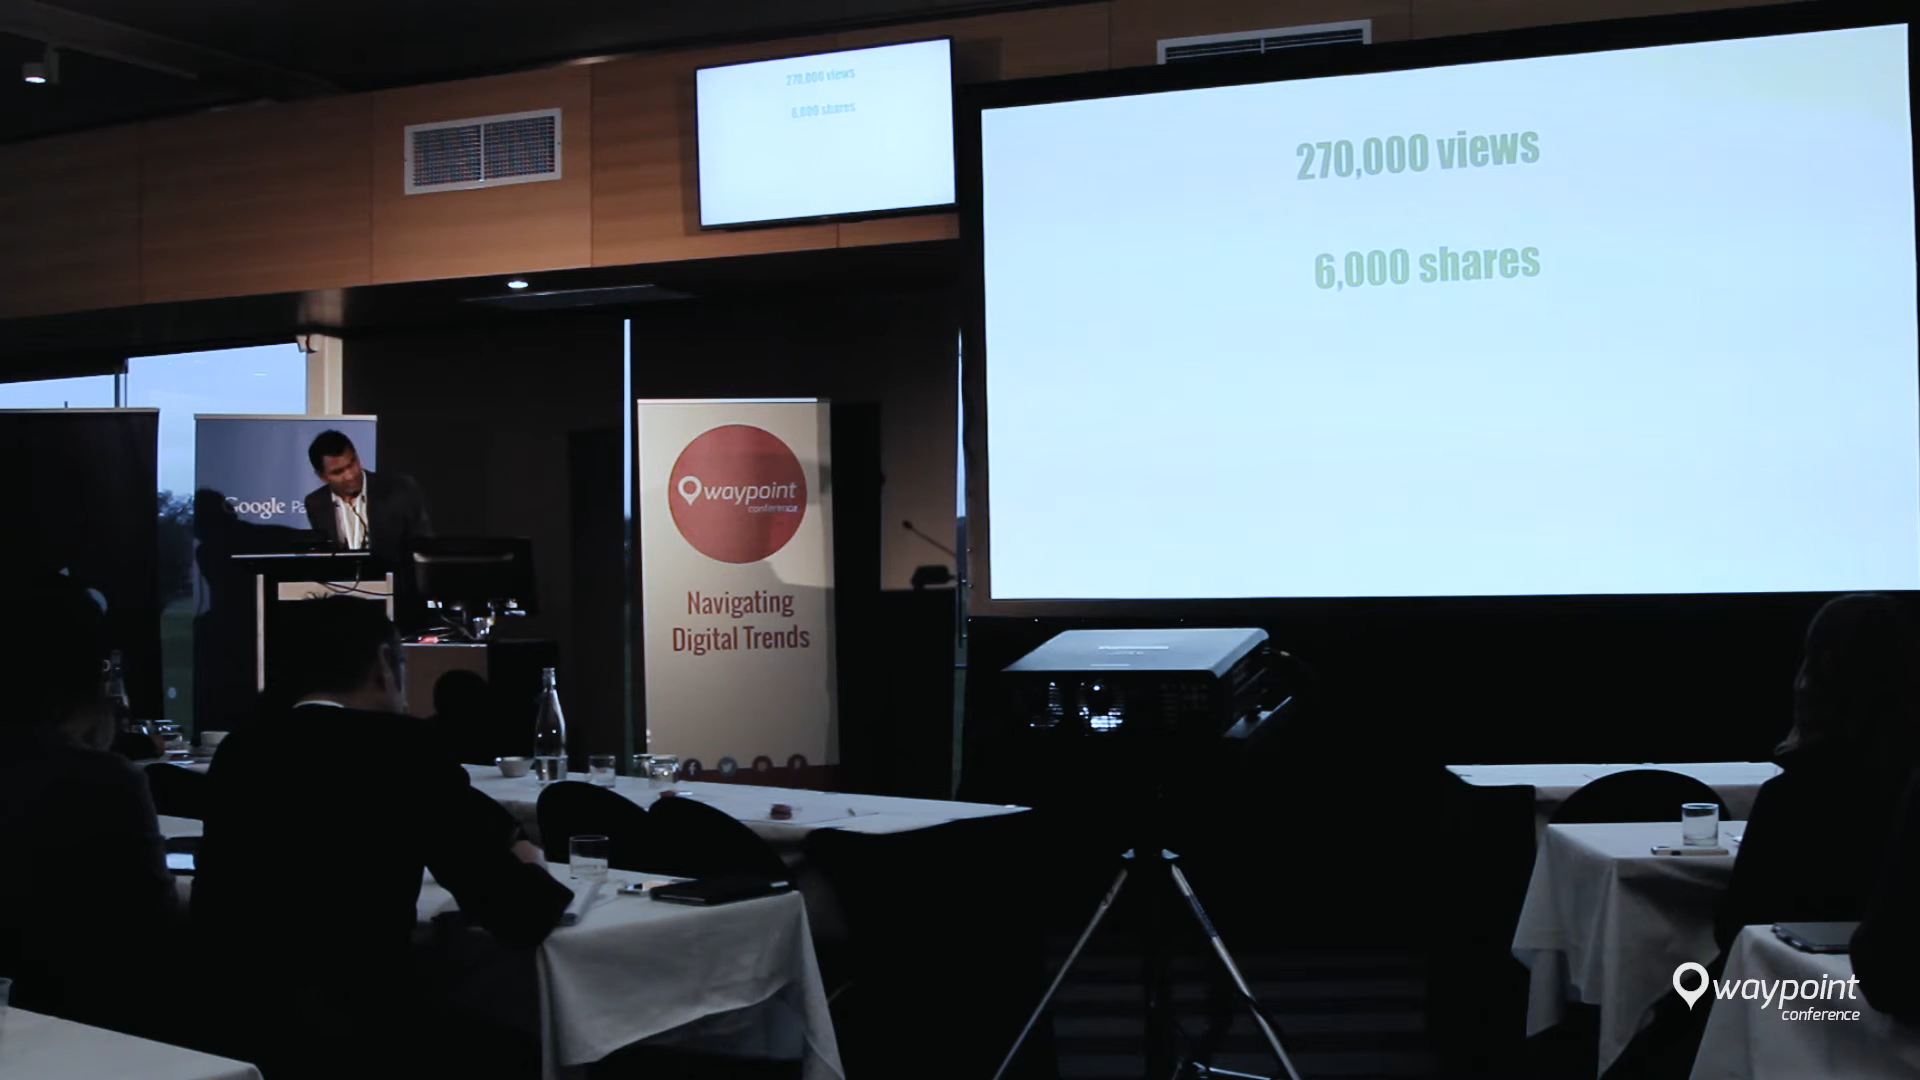 270,000 views
6,000 shares
270,000 views
6,000 shares
Google Pa
waypoint
conference
Navigating
Digital Trends
waypoint
conference